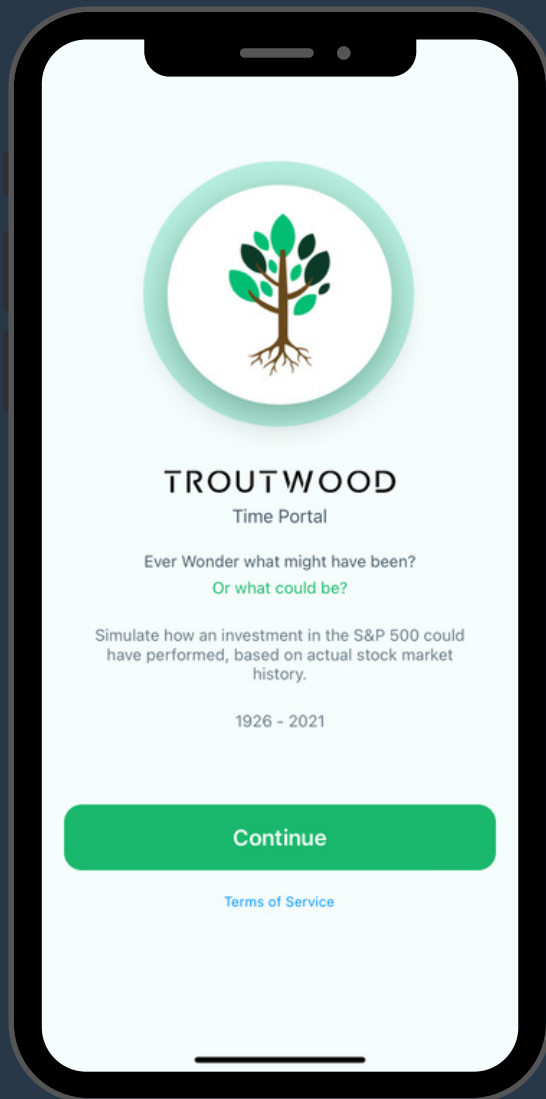 TROUTWOOD
Time Portal
Ever Wonder what might have been?
Or what could be?
Simulate how an investment in the S&P 500 could
have performed, based on actual stock market
history.
1926 - 2021
Continue
Terms of Service